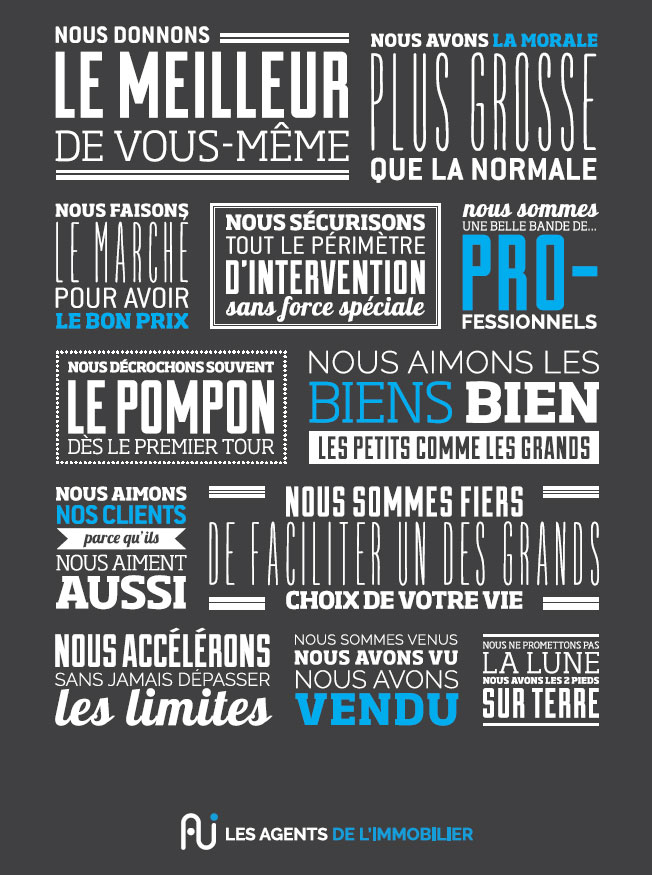 NOUS DONNONS
LE MEILLEUR
DE VOUS-MÊME
NOUS AVONS LA MORALE
PLUS GROSSE
QUE LA NORMALE
NOUS FAISONS
LE MARCHÉ
POUR AVOIR
LE BON PRIX
NOUS SÉCURISONS
TOUT LE PÉRIMÈTRE
D'INTERVENTION
sans force spéciale
nous sommes
UNE BELLE BANDE DE...
PRO-
FESSIONNELS
NOUS DÉCROCHONS SOUVENT
LE POMPON
DÈS LE PREMIER TOUR
NOUS AIMONS LES
BIENS BIEN
LES PETITS COMME LES GRANDS
NOUS AIMONS
NOS CLIENTS
parce qu'ils
NOUS AIMENT
AUSSI
NOUS SOMMES FIERS
DE FACILITER UN DES GRANDS
CHOIX DE VOTRE VIE
NOUS ACCÉLÉRONS
SANS JAMAIS DÉPASSER
les limites
NOUS SOMMES VENUS
NOUS AVONS VU
NOUS AVONS
VENDU
NOUS NE PROMETTONS PAS
LA LUNE
NOUS AVONS LES 2 PIEDS
SUR TERRE
LES AGENTS DE L'IMMOBILIER